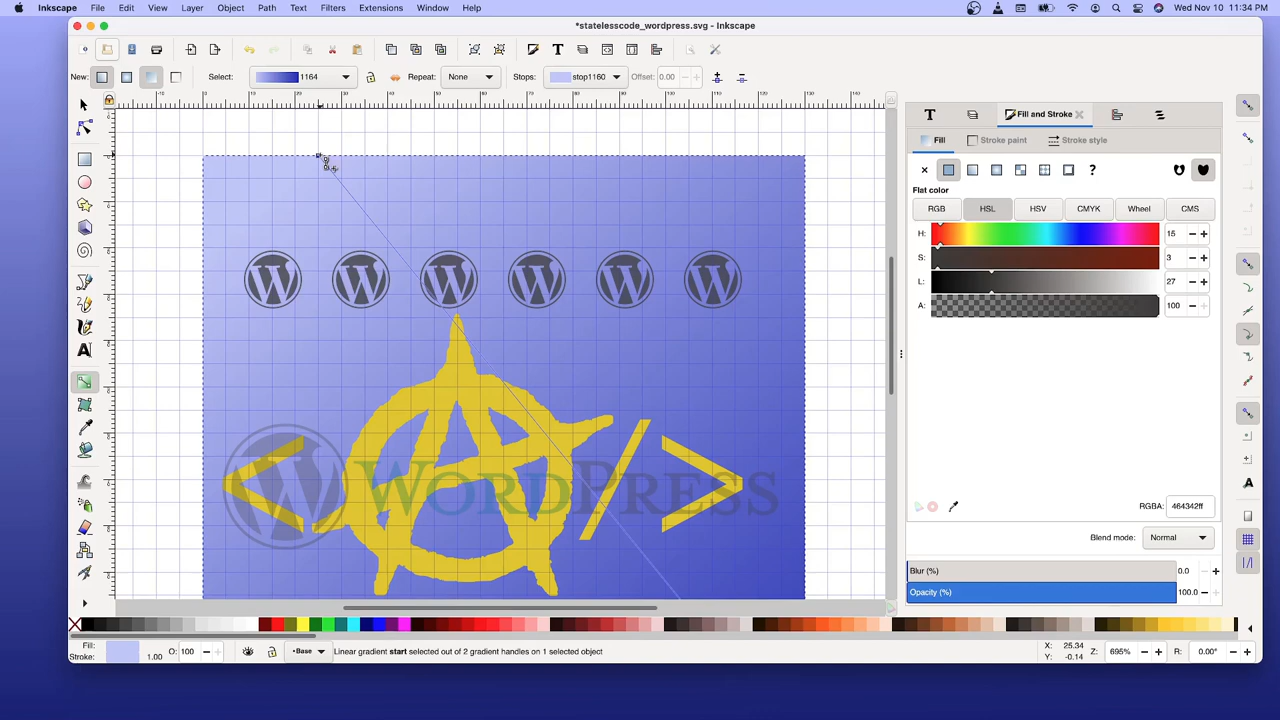 Inkscape File Edit View Layer Object Path Text Filters Extensions Window Help Wed Nov 10 11:34 PM
*statelesscode_wordpress.svg - Inkscape
New: Select: 1164 Repeat: None Stops: stop1160 Offset: 0.00
Fill and Stroke
Fill Stroke paint Stroke style
Flat color
RGB HSL HSV CMYK Wheel CMS
H: 15
S: 3
L: 27
A: 100
WORDPRESS
RGBA: 464342ff
Blend mode: Normal
Blur (%) 0.0
Opacity (%) 100.0
Fill:
Stroke: 1.00 O: 100 •Base Linear gradient start selected out of 2 gradient handles on 1 selected object X: 25.34 Y: -0.14 Z: 695% R: 0.00°